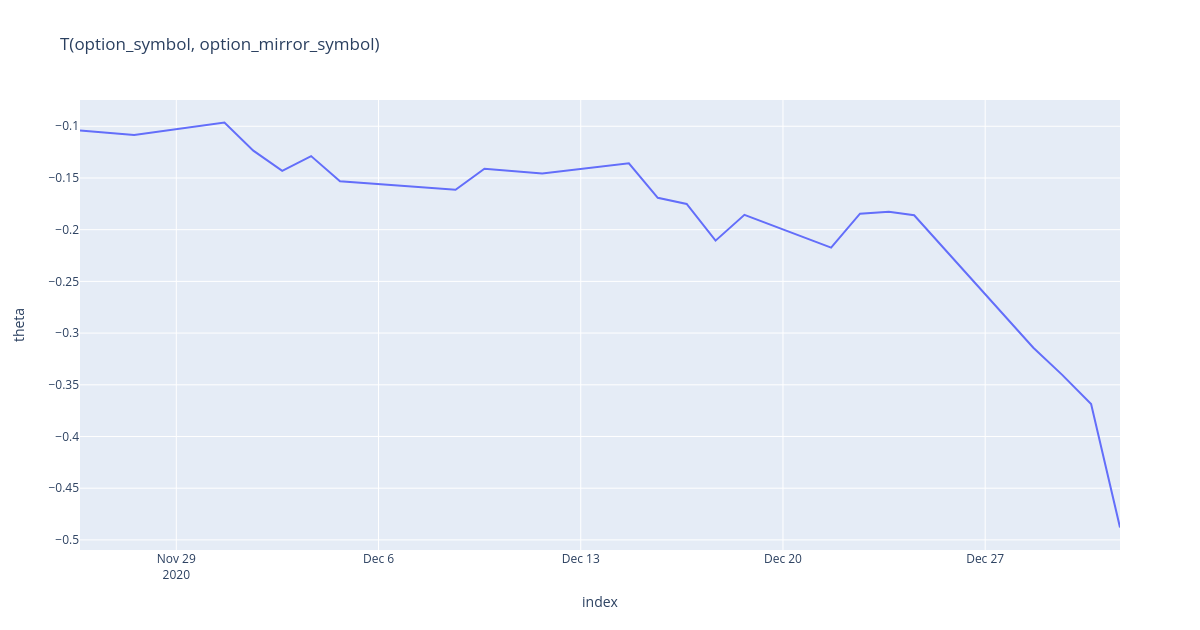 T(option_symbol, option_mirror_symbol)
theta
−0.1
−0.15
−0.2
−0.25
−0.3
−0.35
−0.4
−0.45
−0.5
Nov 29
2020
Dec 6
Dec 13
Dec 20
Dec 27
index